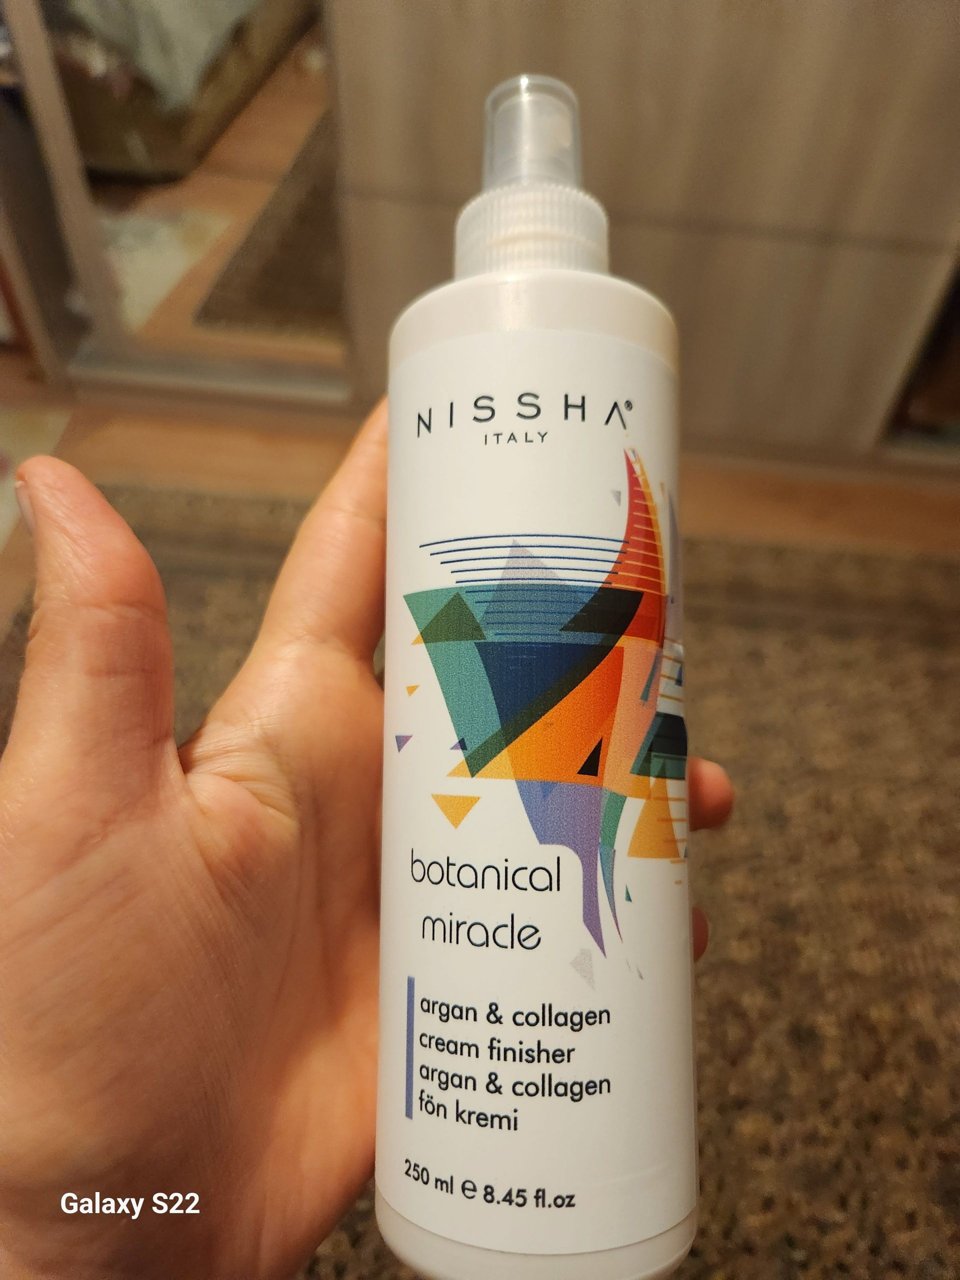 NISSHA®
ITALY
botanical
miracle
argan & collagen
cream finisher
argan & collagen
fön kremi
250 ml ℮ 8.45 fl.oz
Galaxy S22